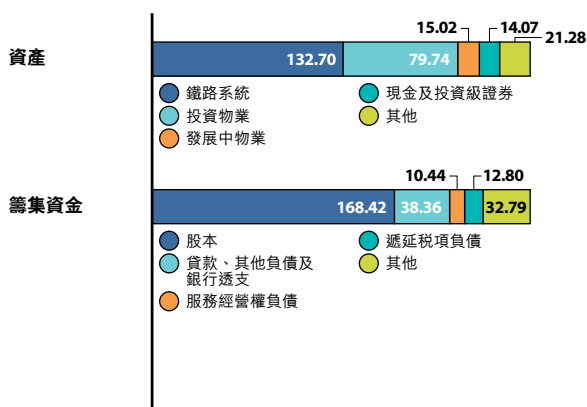 15.02
14.07
21.28
資產
132.70
79.74
鐵路系統
現金及投資級證券
投資物業
其他
發展中物業
10.44
12.80
籌集資金
168.42
38.36
32.79
股本
遞延稅項負債
貸款、其他負債及
銀行透支
其他
服務經營權負債